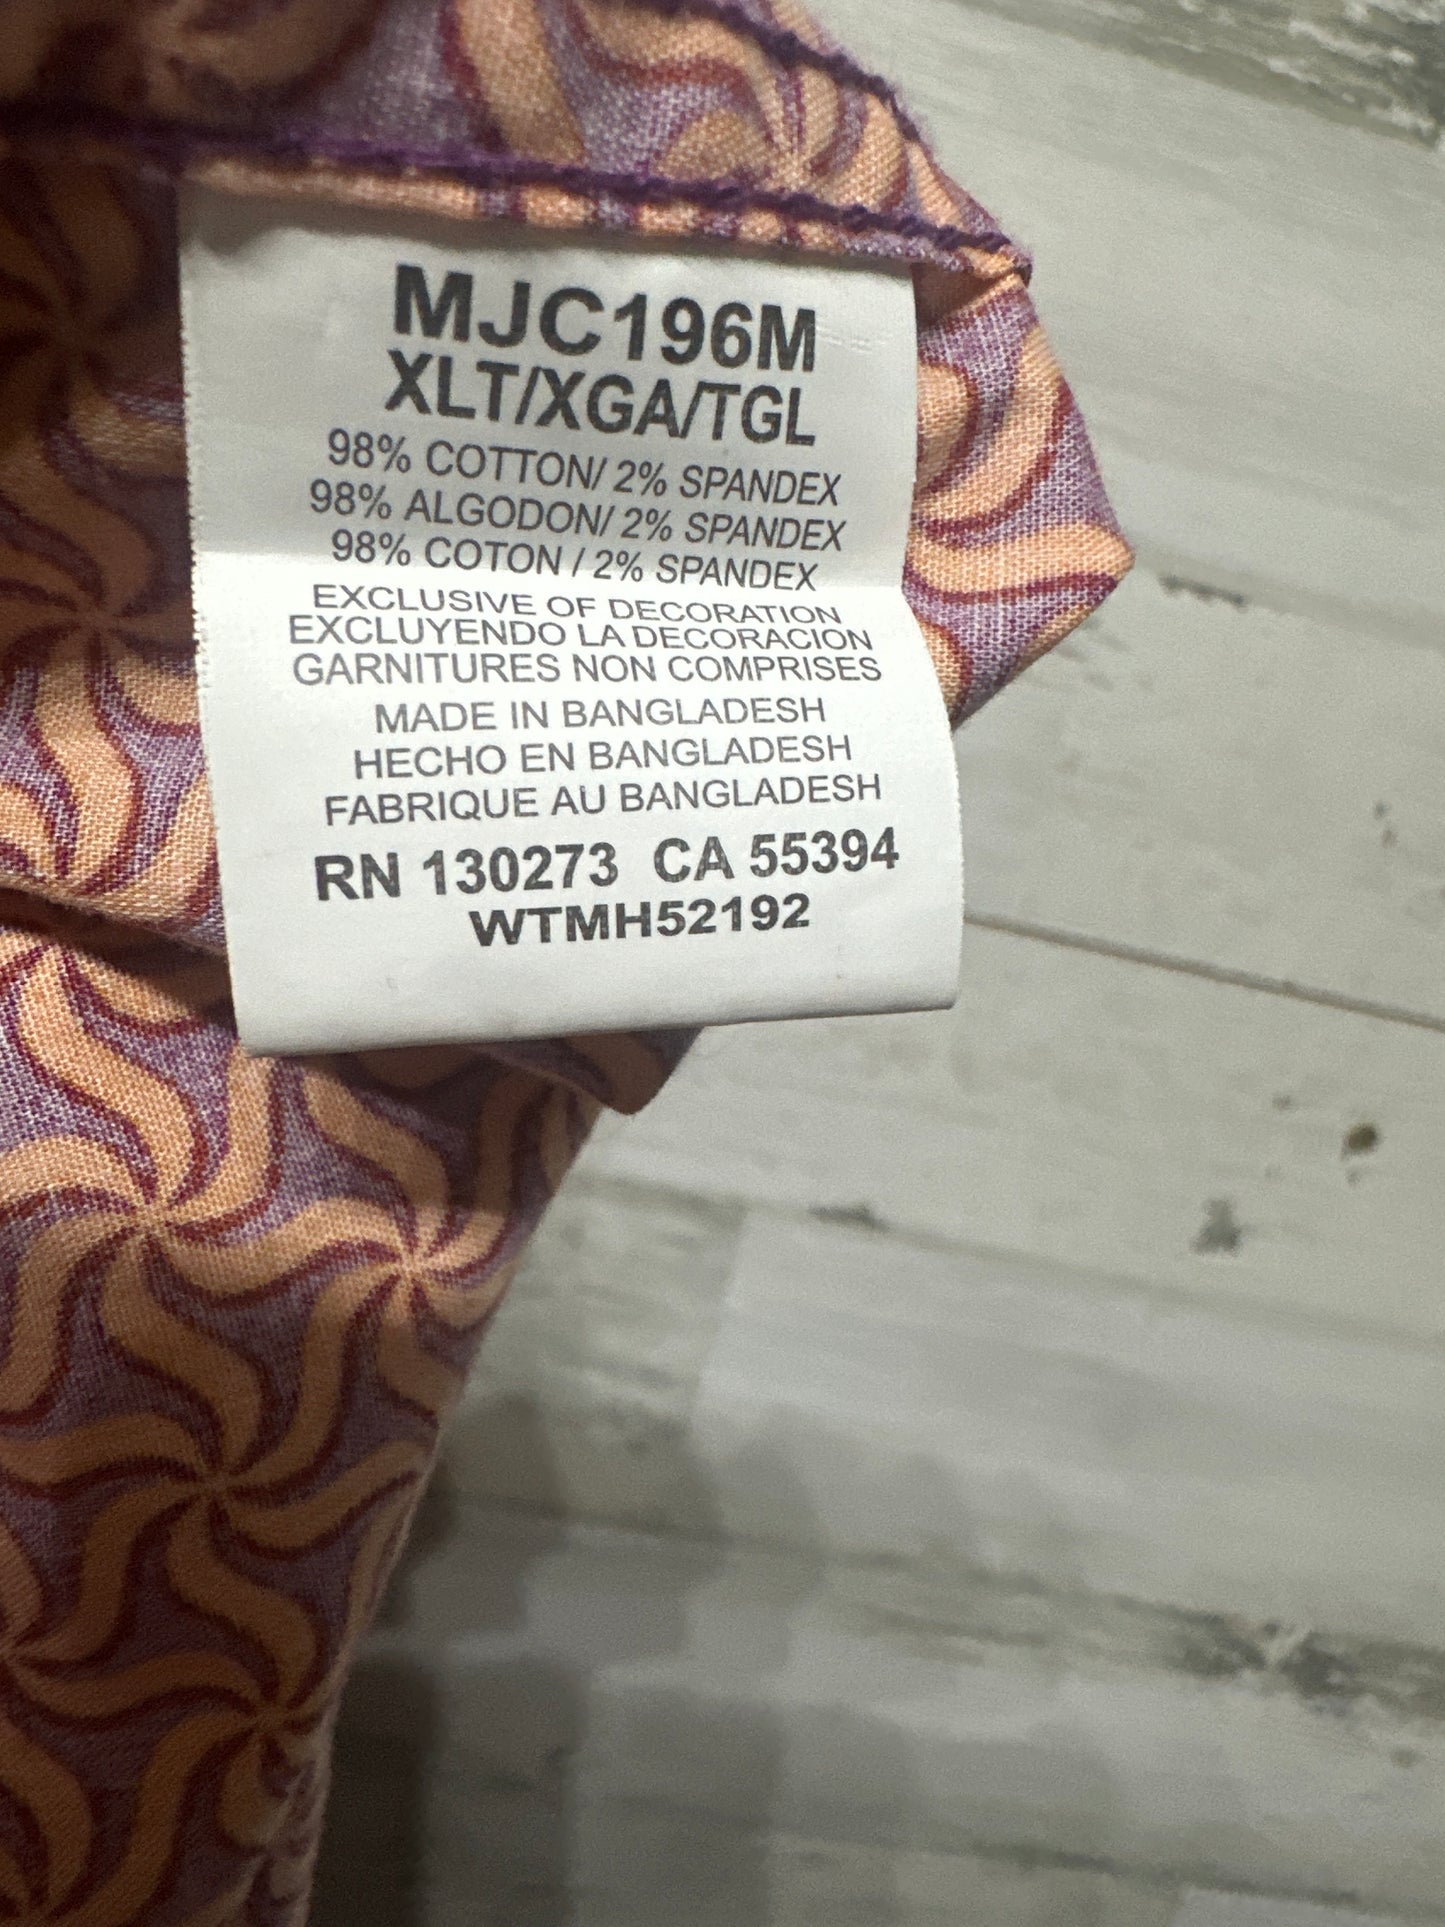 MJC196M
XLT/XGA/TGL
98% COTTON/ 2% SPANDEX
98% ALGODON/ 2% SPANDEX
98% COTON / 2% SPANDEX
EXCLUSIVE OF DECORATION
EXCLUYENDO LA DECORACION
GARNITURES NON COMPRISES
MADE IN BANGLADESH
HECHO EN BANGLADESH
FABRIQUE AU BANGLADESH
RN 130273 CA 55394
WTMH52192